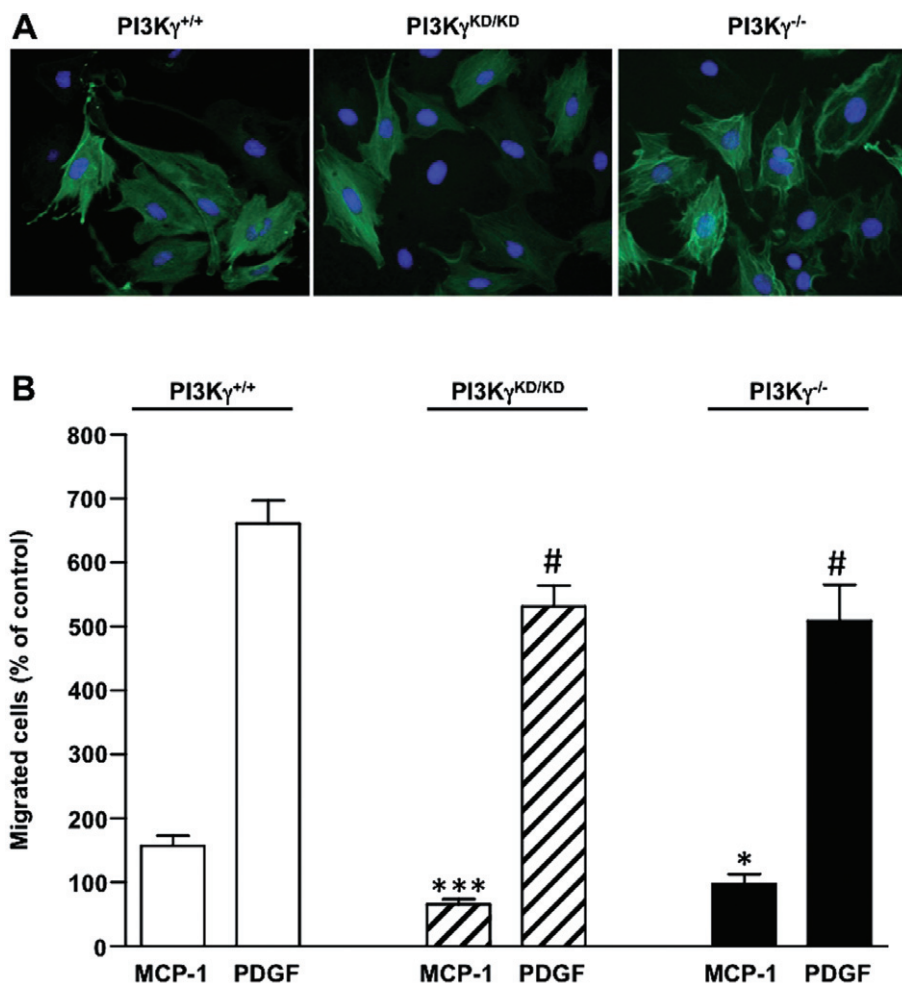 A
PI3Kγ+/+ PI3KγKD/KD PI3Kγ-/-
B
PI3Kγ+/+ PI3KγKD/KD PI3Kγ-/-
Migrated cells (% of control)
800
700
600
500
400
300
200
100
0
# #
*** *
MCP-1 PDGF MCP-1 PDGF MCP-1 PDGF